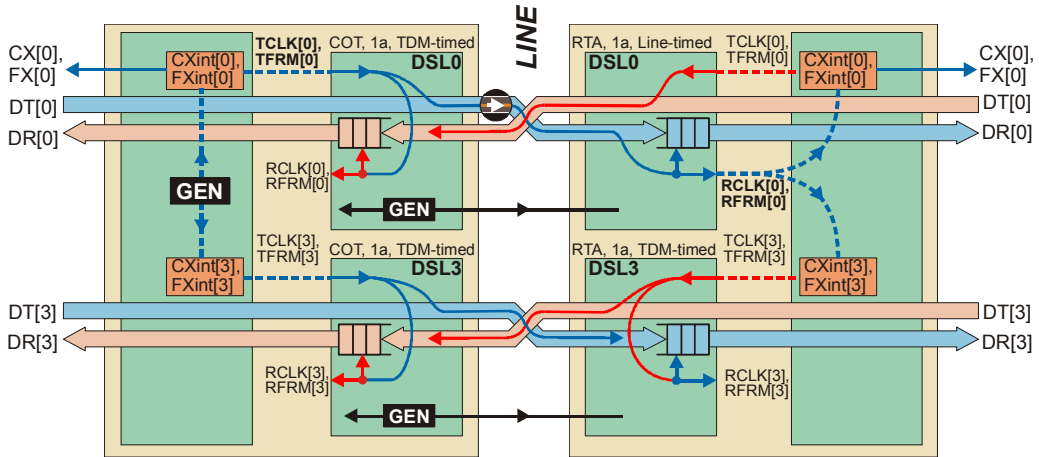 LINE
CX[0],
FX[0]
CXint[0],
FXint[0]
TCLK[0],
TFRM[0]
COT, 1a, TDM-timed
DSL0
RTA, 1a, Line-timed
DSL0
TCLK[0],
TFRM[0]
CXint[0],
FXint[0]
CX[0],
FX[0]
DT[0]
DR[0]
DT[0]
DR[0]
RCLK[0],
RFRM[0]
RCLK[0],
RFRM[0]
GEN
GEN
CXint[3],
FXint[3]
TCLK[3],
TFRM[3]
COT, 1a, TDM-timed
DSL3
RTA, 1a, TDM-timed
DSL3
TCLK[3],
TFRM[3]
CXint[3],
FXint[3]
DT[3]
DR[3]
DT[3]
DR[3]
RCLK[3],
RFRM[3]
RCLK[3],
RFRM[3]
GEN